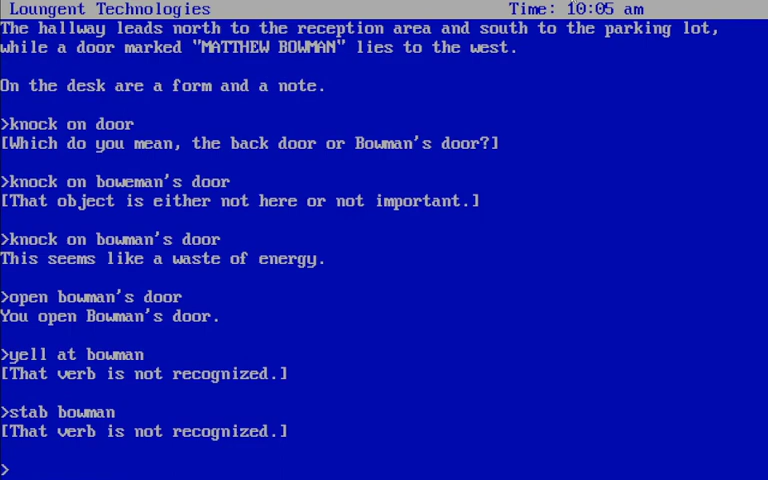 Loungent Technologies Time: 10:05 am
The hallway leads north to the reception area and south to the parking lot,
while a door marked "MATTHEW BOWMAN" lies to the west.
On the desk are a form and a note.
>knock on door
[Which do you mean, the back door or Bowman's door?]
>knock on boweman's door
[That object is either not here or not important.]
>knock on bowman's door
This seems like a waste of energy.
>open bowman's door
You open Bowman's door.
>yell at bowman
[That verb is not recognized.]
>stab bowman
[That verb is not recognized.]
>